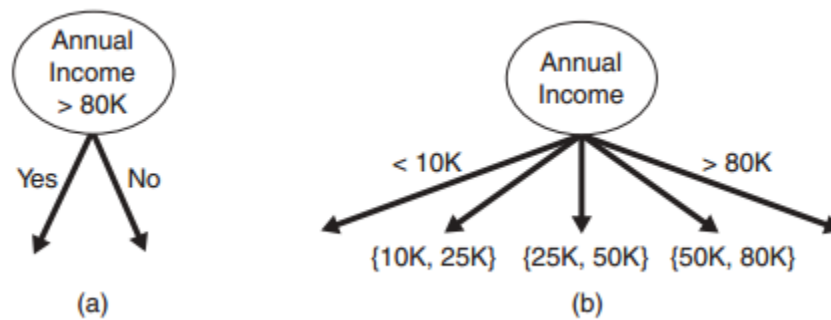 Annual
Income
> 80K
Yes
No
(a)
Annual
Income
< 10K
> 80K
{10K, 25K} {25K, 50K} {50K, 80K}
(b)